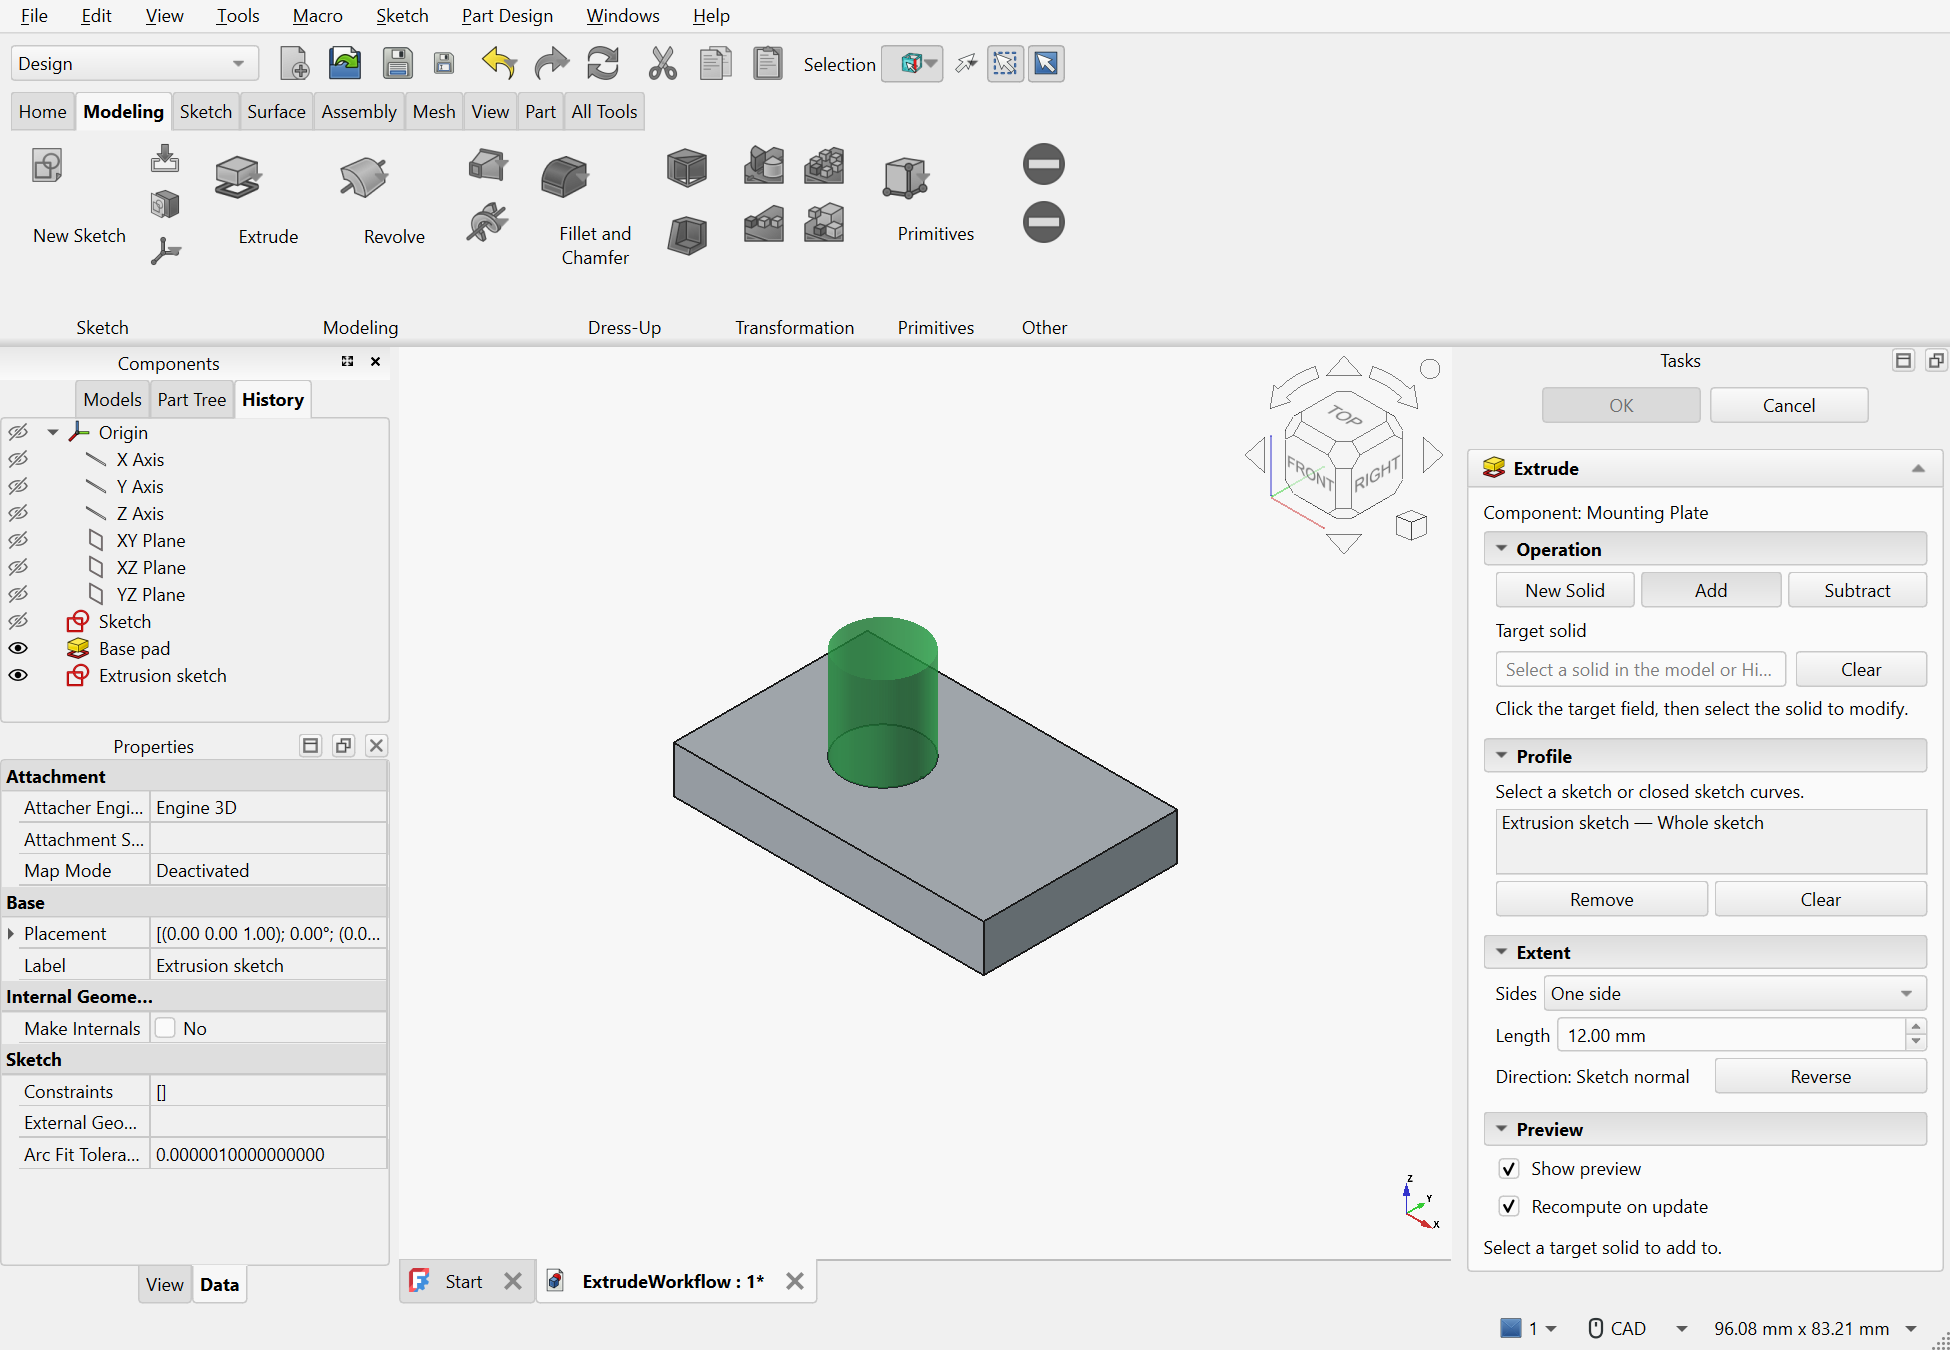 File Edit View Tools Macro Sketch Part Design Windows Help
Design
Selection
Home Modeling Sketch Surface Assembly Mesh View Part All Tools
New Sketch
Extrude
Revolve
Fillet and
Chamfer
Primitives
Sketch Modeling Dress-Up Transformation Primitives Other
Components
Models Part Tree History
Origin
X Axis
Y Axis
Z Axis
XY Plane
XZ Plane
YZ Plane
Sketch
Base pad
Extrusion sketch
Properties
Attachment
Attacher Engi... Engine 3D
Attachment S...
Map Mode Deactivated
Base
Placement [(0.00 0.00 1.00); 0.00°; (0.0...
Label Extrusion sketch
Internal Geome...
Make Internals No
Sketch
Constraints []
External Geo...
Arc Fit Tolera... 0.0000010000000000
View Data
TOP
FRONT
RIGHT
Z
Y
X
Start
ExtrudeWorkflow : 1*
Tasks
OK Cancel
Extrude
Component: Mounting Plate
Operation
New Solid Add Subtract
Target solid
Select a solid in the model or Hi... Clear
Click the target field, then select the solid to modify.
Profile
Select a sketch or closed sketch curves.
Extrusion sketch — Whole sketch
Remove Clear
Extent
Sides One side
Length 12.00 mm
Direction: Sketch normal Reverse
Preview
Show preview
Recompute on update
Select a target solid to add to.
1 CAD 96.08 mm x 83.21 mm